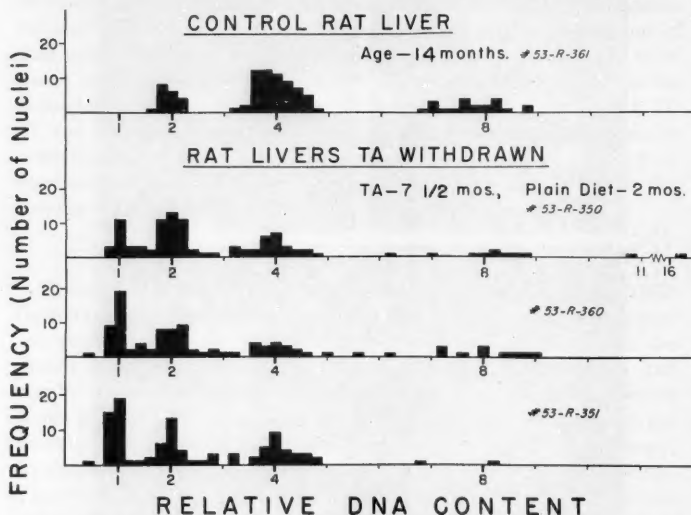 CONTROL RAT LIVER
Age—14 months. # 53-R-361
20
10
1 2 4 8
RAT LIVERS TA WITHDRAWN
TA—7 1/2 mos., Plain Diet—2 mos.
# 53-R-350
20
10
1 2 4 8 11 16
# 53-R-360
20
10
1 2 4 8
# 53-R-351
20
10
1 2 4 8
FREQUENCY (Number of Nuclei)
RELATIVE DNA CONTENT